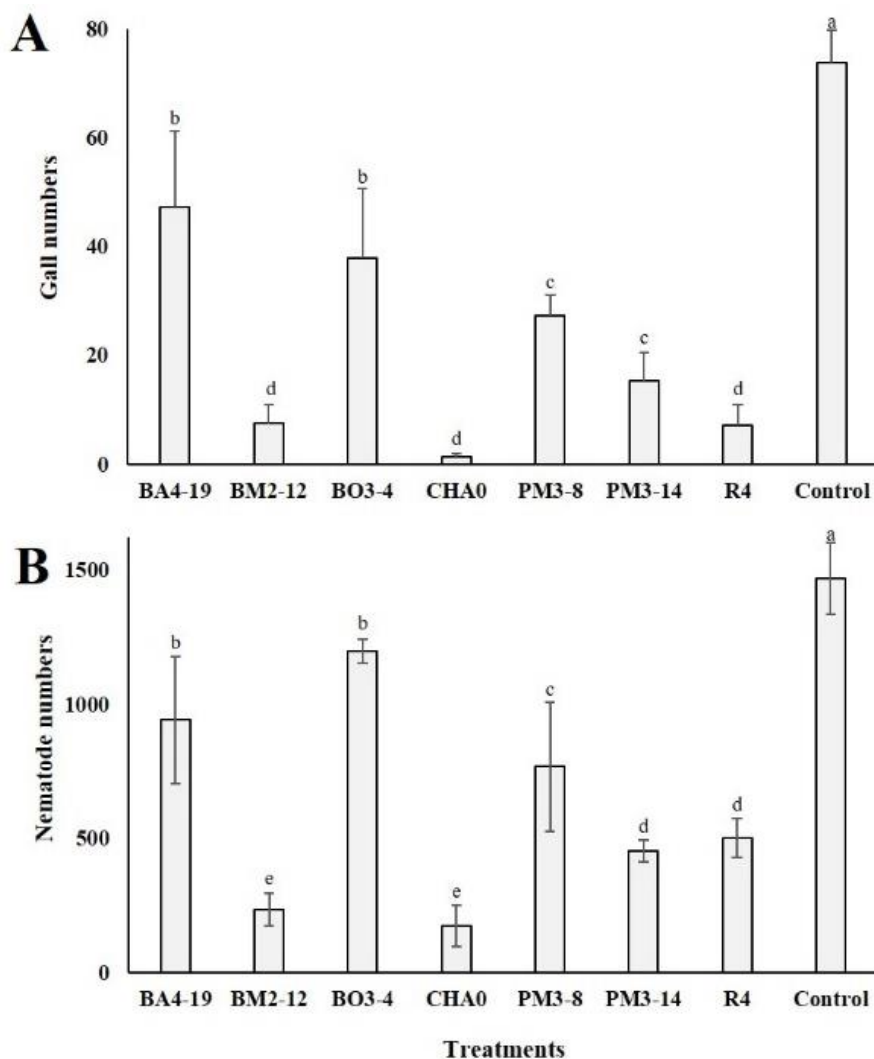 A
Gall numbers
80
60
40
20
0
b
d
b
d
c
c
d
a
BA4-19 BM2-12 BO3-4 CHA0 PM3-8 PM3-14 R4 Control
B
Nematode numbers
1500
1000
500
0
b
e
b
e
c
d
d
a
BA4-19 BM2-12 BO3-4 CHA0 PM3-8 PM3-14 R4 Control
Treatments